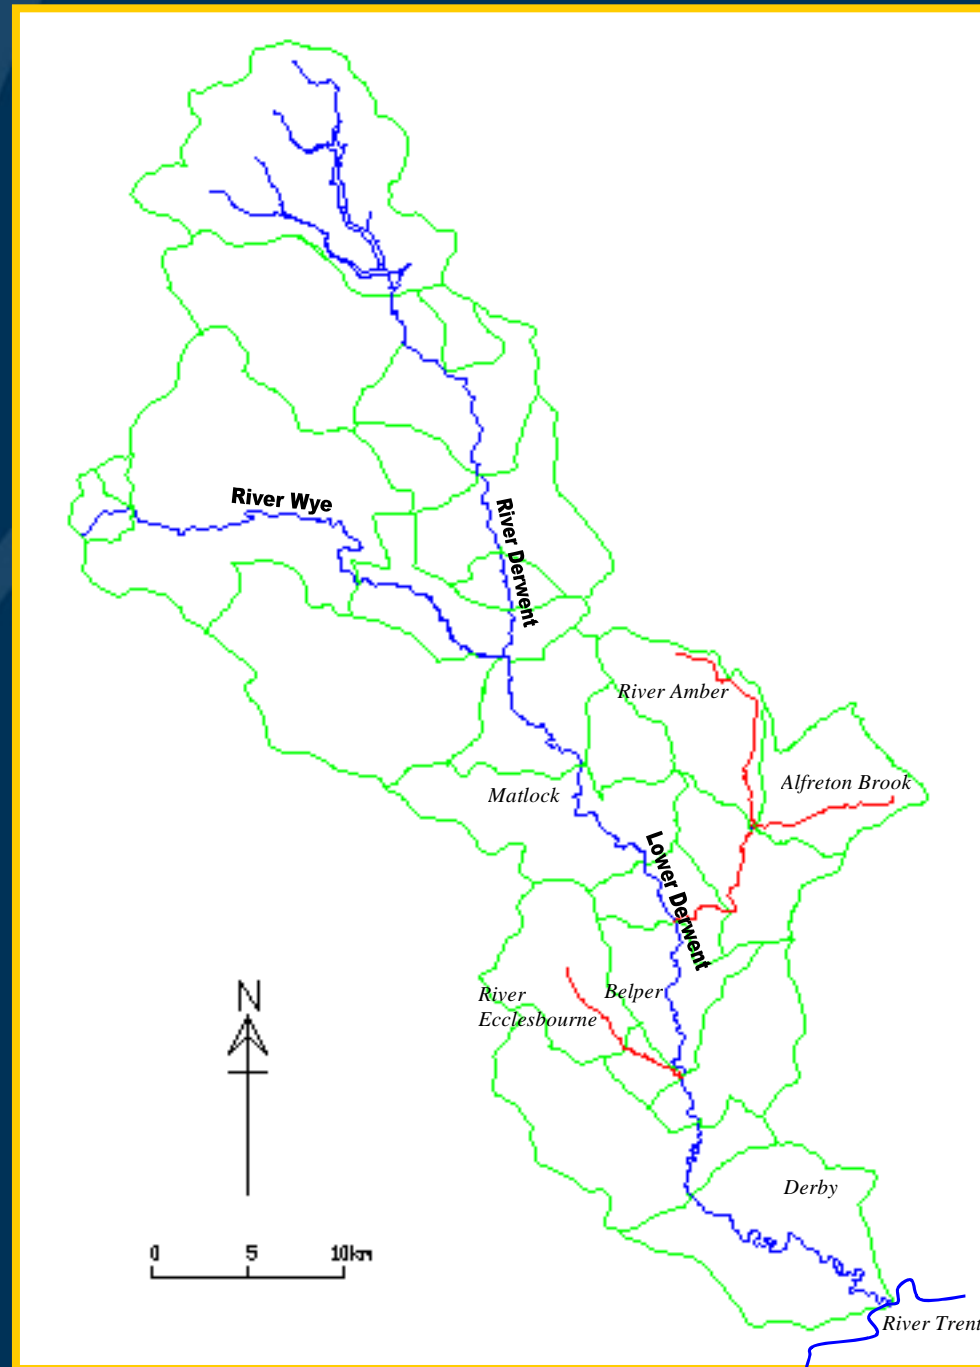 River Wye
River Derwent
River Amber
Alfreton Brook
Matlock
Lower Derwent
River
Ecclesbourne
Belper
N
Derby
0 5 10km
River Trent